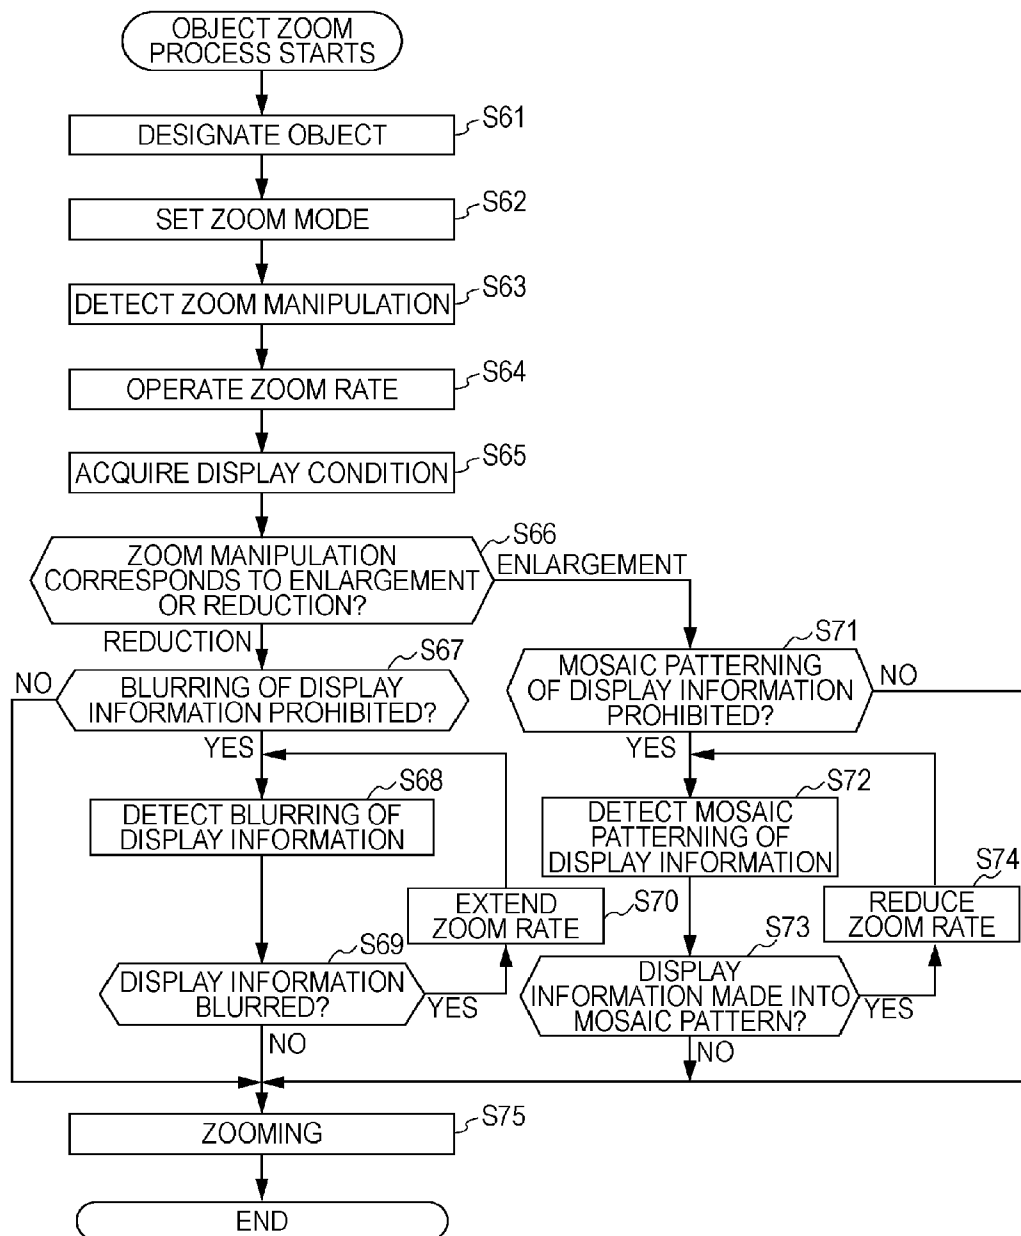 OBJECT ZOOM
PROCESS STARTS
S61
DESIGNATE OBJECT
S62
SET ZOOM MODE
S63
DETECT ZOOM MANIPULATION
S64
OPERATE ZOOM RATE
S65
ACQUIRE DISPLAY CONDITION
S66
ZOOM MANIPULATION
CORRESPONDS TO ENLARGEMENT
OR REDUCTION?
ENLARGEMENT
REDUCTION
S67
NO
BLURRING OF DISPLAY
INFORMATION PROHIBITED?
YES
S68
DETECT BLURRING OF
DISPLAY INFORMATION
EXTEND
ZOOM RATE
S70
S69
DISPLAY INFORMATION
BLURRED?
YES
NO
S71
MOSAIC PATTERNING
OF DISPLAY INFORMATION
PROHIBITED?
NO
YES
S72
DETECT MOSAIC
PATTERNING OF
DISPLAY INFORMATION
S74
REDUCE
ZOOM RATE
S73
DISPLAY
INFORMATION MADE INTO
MOSAIC PATTERN?
YES
NO
S75
ZOOMING
END